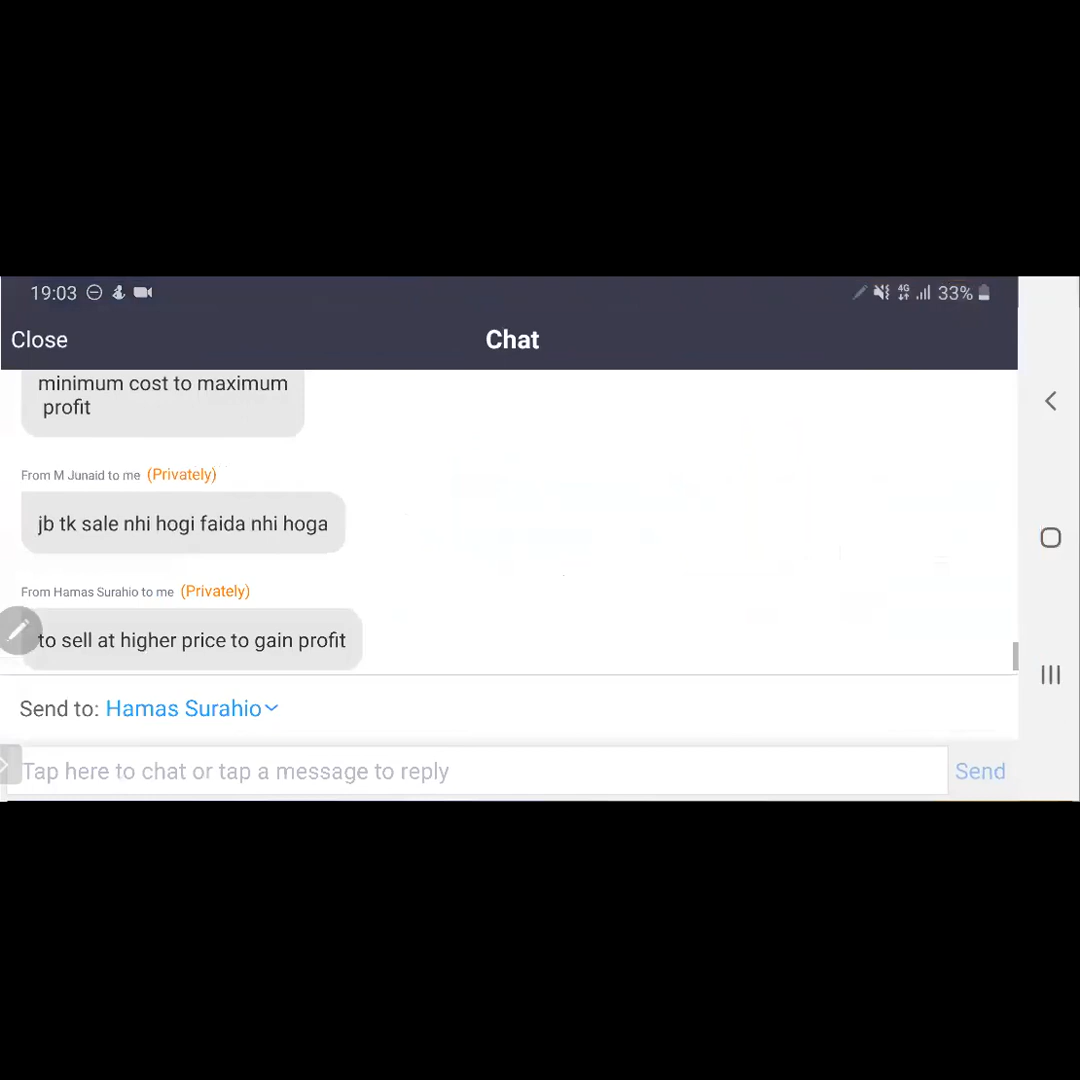 19:03
4G
33%
Close
Chat
minimum cost to maximum
profit
From M Junaid to me (Privately)
jb tk sale nhi hogi faida nhi hoga
From Hamas Surahio to me (Privately)
to sell at higher price to gain profit
Send to: Hamas Surahio
Tap here to chat or tap a message to reply
Send